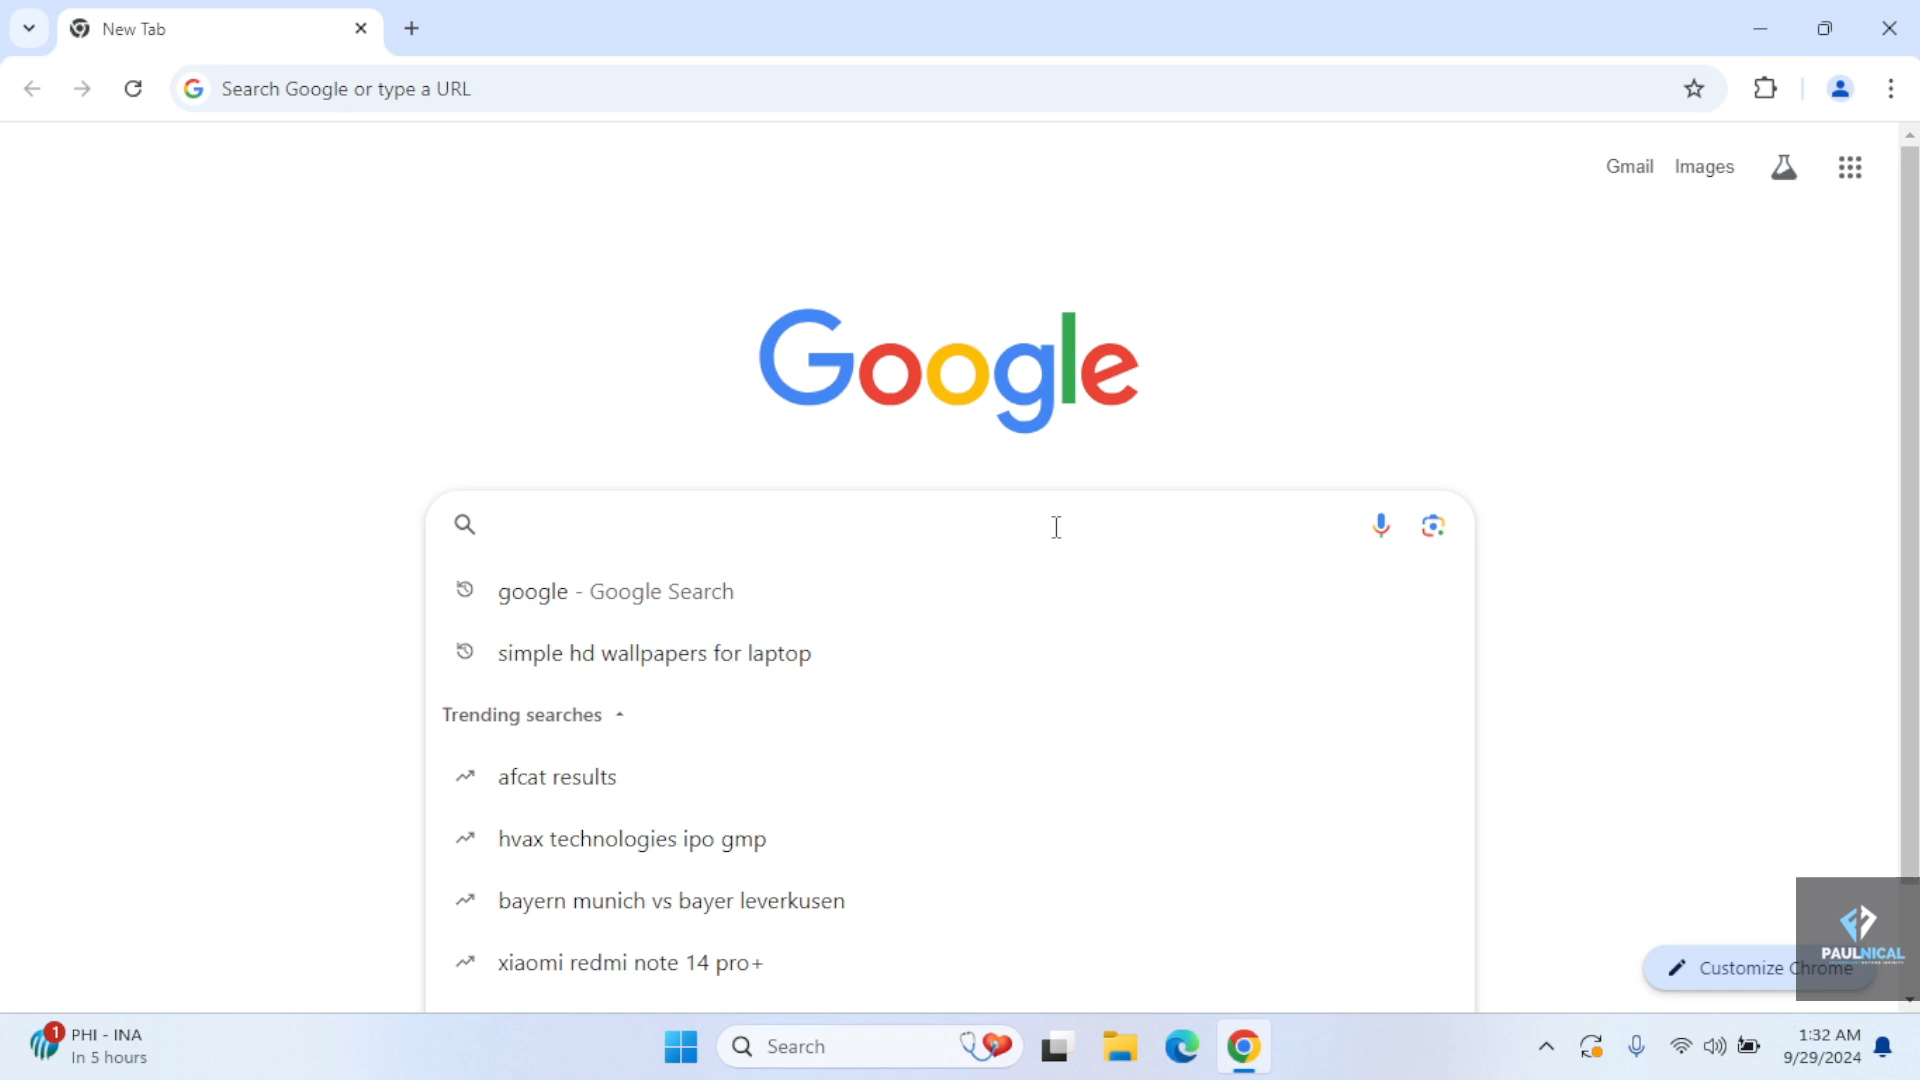 New Tab
Search Google or type a URL
Gmail Images
Google
google - Google Search
simple hd wallpapers for laptop
Trending searches
afcat results
hvax technologies ipo gmp
bayern munich vs bayer leverkusen
xiaomi redmi note 14 pro+
Customize Chrome
PAULNICAL
1
PHI - INA
In 5 hours
Search
1:32 AM
9/29/2024